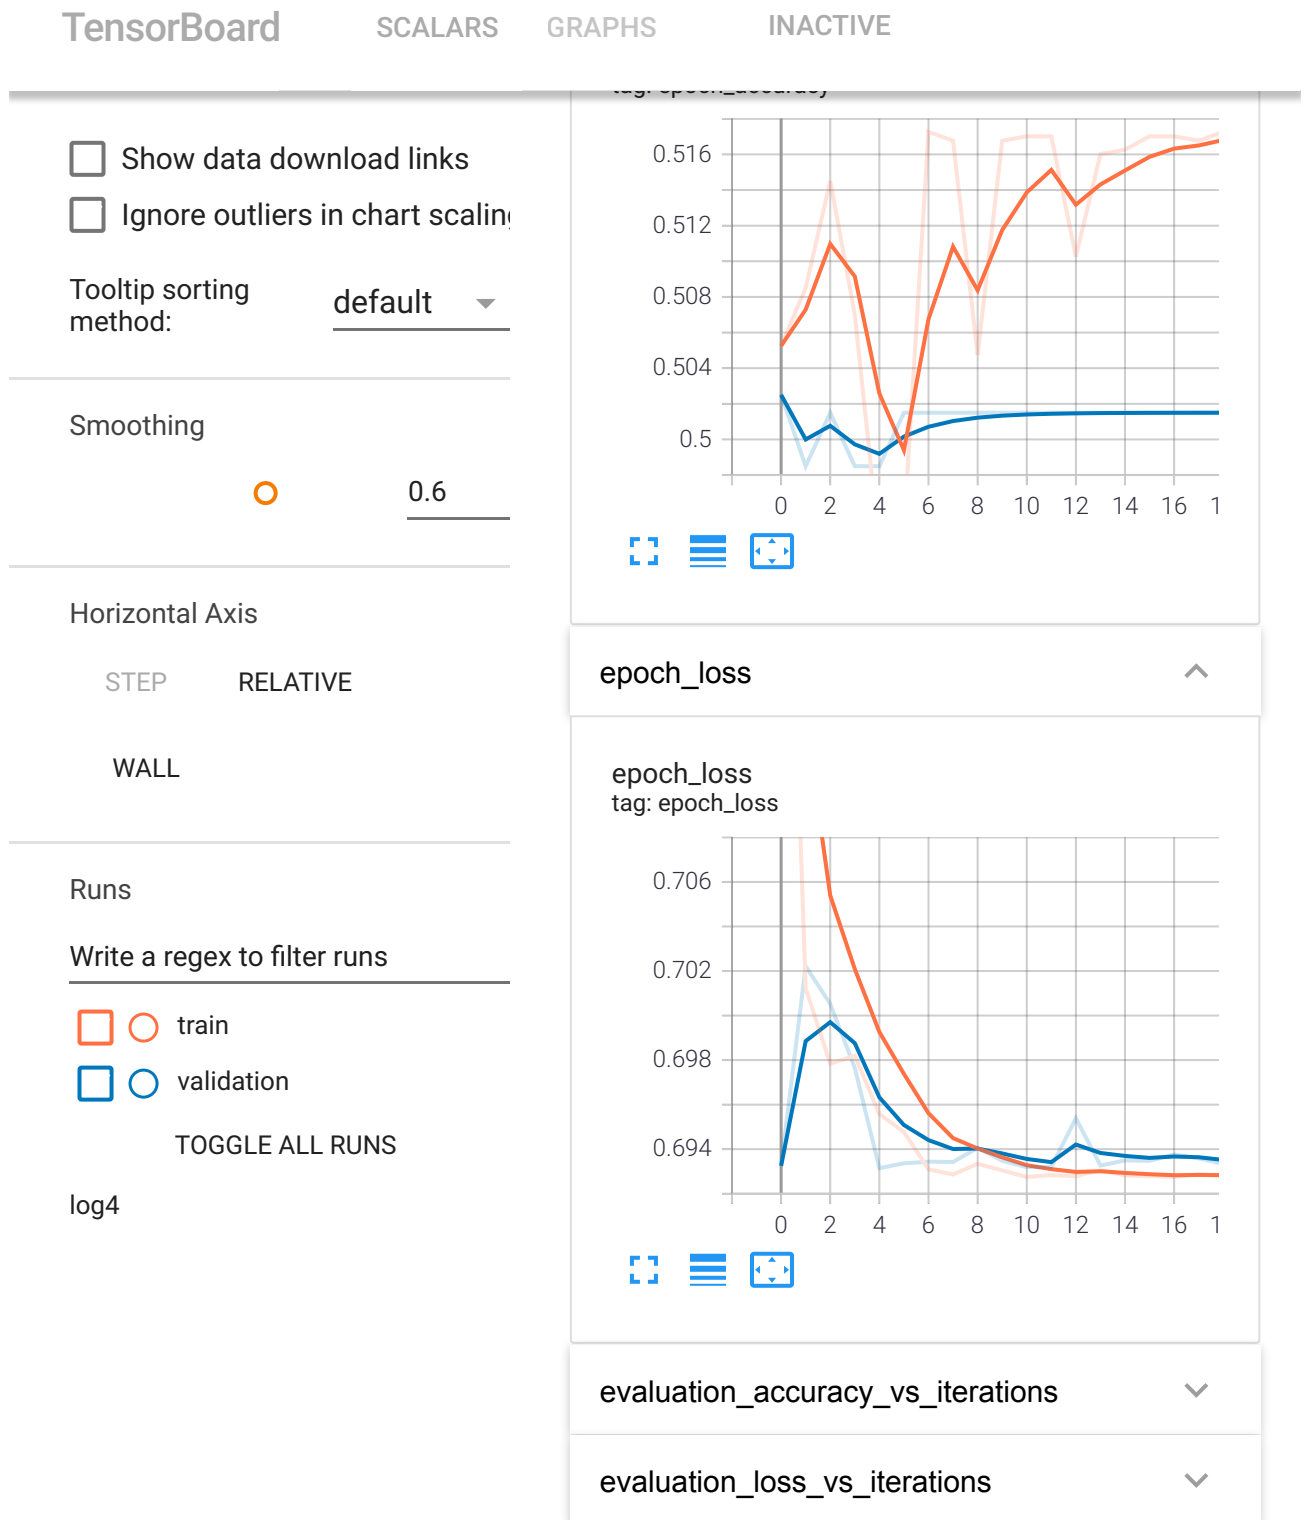 TensorBoard SCALARS GRAPHS INACTIVE
Show data download links
Ignore outliers in chart scaling
Tooltip sorting
method:
default
Smoothing
0.6
Horizontal Axis
STEP RELATIVE
WALL
Runs
Write a regex to filter runs
train
validation
TOGGLE ALL RUNS
log4
tag: epoch_accuracy
0.516
0.512
0.508
0.504
0.5
0 2 4 6 8 10 12 14 16 1
epoch_loss
epoch_loss
tag: epoch_loss
0.706
0.702
0.698
0.694
0 2 4 6 8 10 12 14 16 1
evaluation_accuracy_vs_iterations
evaluation_loss_vs_iterations